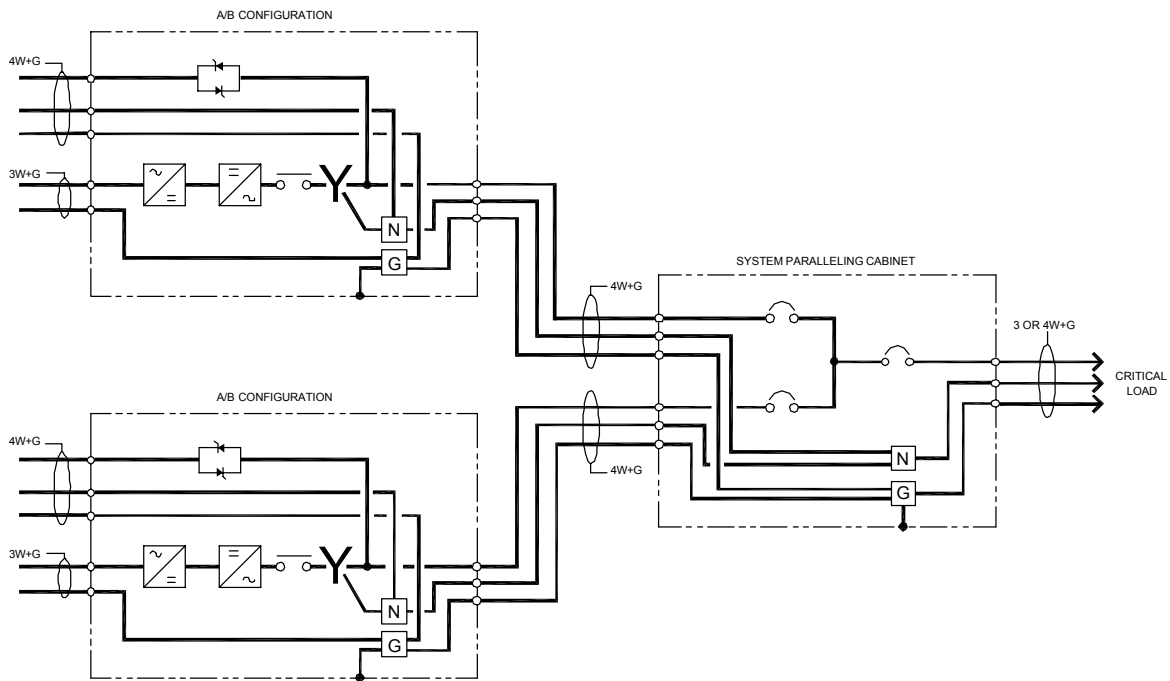 A/B CONFIGURATION
4W+G
3W+G
N
G
SYSTEM PARALLELING CABINET
4W+G
3 OR 4W+G
CRITICAL
LOAD
A/B CONFIGURATION
4W+G
4W+G
N
G
3W+G
N
G